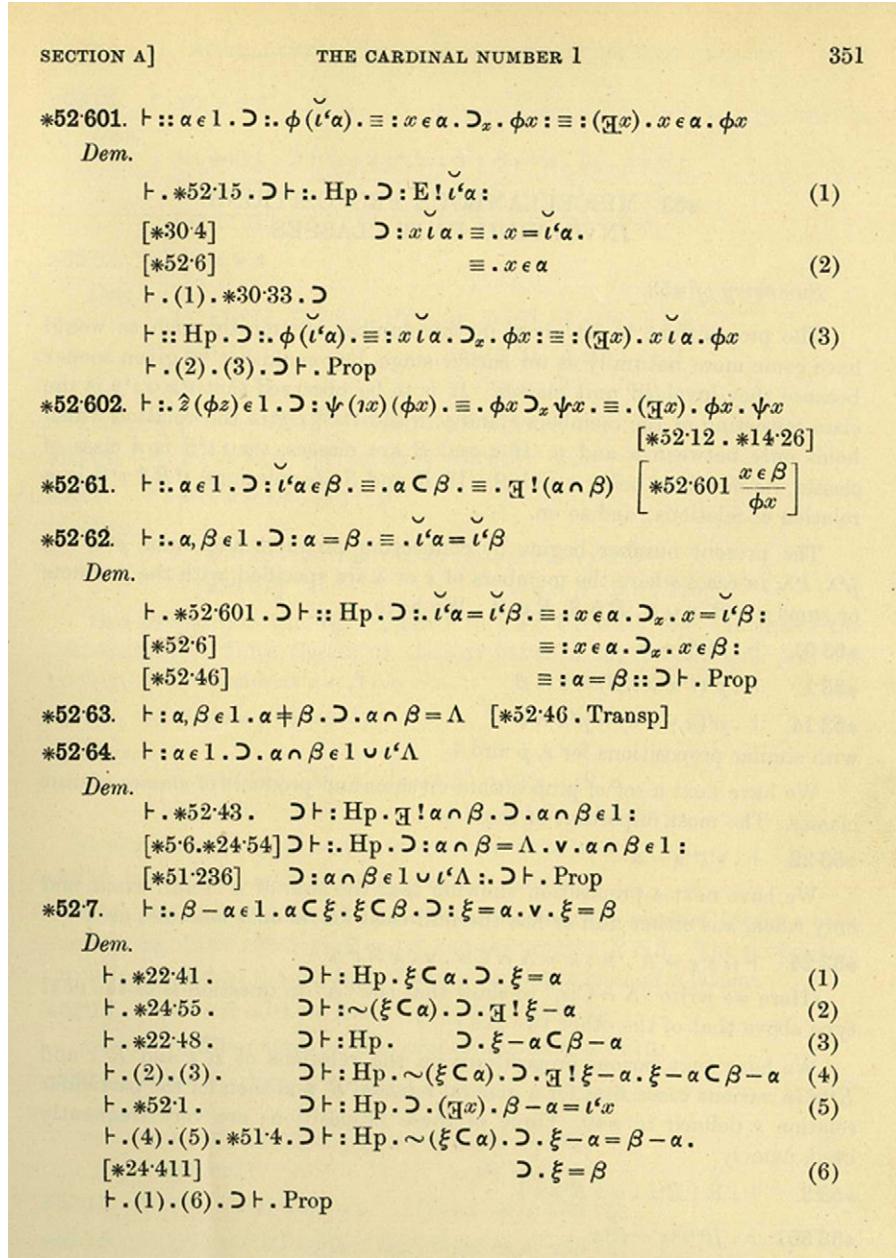 SECTION A] THE CARDINAL NUMBER 1 351
∗52·601. ⊢ :: α ϵ 1 . ⊃ :. ϕ (ῐ‘α) . ≡ : x ϵ α . ⊃ₓ . ϕx : ≡ : (ꓱx) . x ϵ α . ϕx
Dem.
⊢ . ∗52·15 . ⊃ ⊢ :. Hp . ⊃ : E ! ῐ‘α : (1)
[∗30·4] ⊃ : x ῐ α . ≡ . x = ῐ‘α .
[∗52·6] ≡ . x ϵ α (2)
⊢ . (1) . ∗30·33 . ⊃
⊢ :: Hp . ⊃ :. ϕ (ῐ‘α) . ≡ : x ῐ α . ⊃ₓ . ϕx : ≡ : (ꓱx) . x ῐ α . ϕx (3)
⊢ . (2) . (3) . ⊃ ⊢ . Prop
∗52·602. ⊢ :. ẑ (ϕz) ϵ 1 . ⊃ : ψ (℩x) (ϕx) . ≡ . ϕx ⊃ₓ ψx . ≡ . (ꓱx) . ϕx . ψx
[∗52·12 . ∗14·26]
∗52·61. ⊢ :. α ϵ 1 . ⊃ : ῐ‘α ϵ β . ≡ . α ⊂ β . ≡ . ꓱ ! (α ∩ β) [∗52·601 x ϵ β / ϕx]
∗52·62. ⊢ :. α, β ϵ 1 . ⊃ : α = β . ≡ . ῐ‘α = ῐ‘β
Dem.
⊢ . ∗52·601 . ⊃ ⊢ :: Hp . ⊃ :. ῐ‘α = ῐ‘β . ≡ : x ϵ α . ⊃ₓ . x = ῐ‘β :
[∗52·6] ≡ : x ϵ α . ⊃ₓ . x ϵ β :
[∗52·46] ≡ : α = β :: ⊃ ⊢ . Prop
∗52·63. ⊢ : α, β ϵ 1 . α ≠ β . ⊃ . α ∩ β = Λ [∗52·46 . Transp]
∗52·64. ⊢ : α ϵ 1 . ⊃ . α ∩ β ϵ 1 ∪ ι‘Λ
Dem.
⊢ . ∗52·43 . ⊃ ⊢ : Hp . ꓱ ! α ∩ β . ⊃ . α ∩ β ϵ 1 :
[∗5·6.∗24·54] ⊃ ⊢ :. Hp . ⊃ : α ∩ β = Λ . v . α ∩ β ϵ 1 :
[∗51·236] ⊃ : α ∩ β ϵ 1 ∪ ι‘Λ :. ⊃ ⊢ . Prop
∗52·7. ⊢ :. β − α ϵ 1 . α ⊂ ξ . ξ ⊂ β . ⊃ : ξ = α . v . ξ = β
Dem.
⊢ . ∗22·41 . ⊃ ⊢ : Hp . ξ ⊂ α . ⊃ . ξ = α (1)
⊢ . ∗24·55 . ⊃ ⊢ : ~(ξ ⊂ α) . ⊃ . ꓱ ! ξ − α (2)
⊢ . ∗22·48 . ⊃ ⊢ : Hp . ⊃ . ξ − α ⊂ β − α (3)
⊢ . (2) . (3) . ⊃ ⊢ : Hp . ~(ξ ⊂ α) . ⊃ . ꓱ ! ξ − α . ξ − α ⊂ β − α (4)
⊢ . ∗52·1 . ⊃ ⊢ : Hp . ⊃ . (ꓱx) . β − α = ι‘x (5)
⊢ . (4) . (5) . ∗51·4 . ⊃ ⊢ : Hp . ~(ξ ⊂ α) . ⊃ . ξ − α = β − α .
[∗24·411] ⊃ . ξ = β (6)
⊢ . (1) . (6) . ⊃ ⊢ . Prop